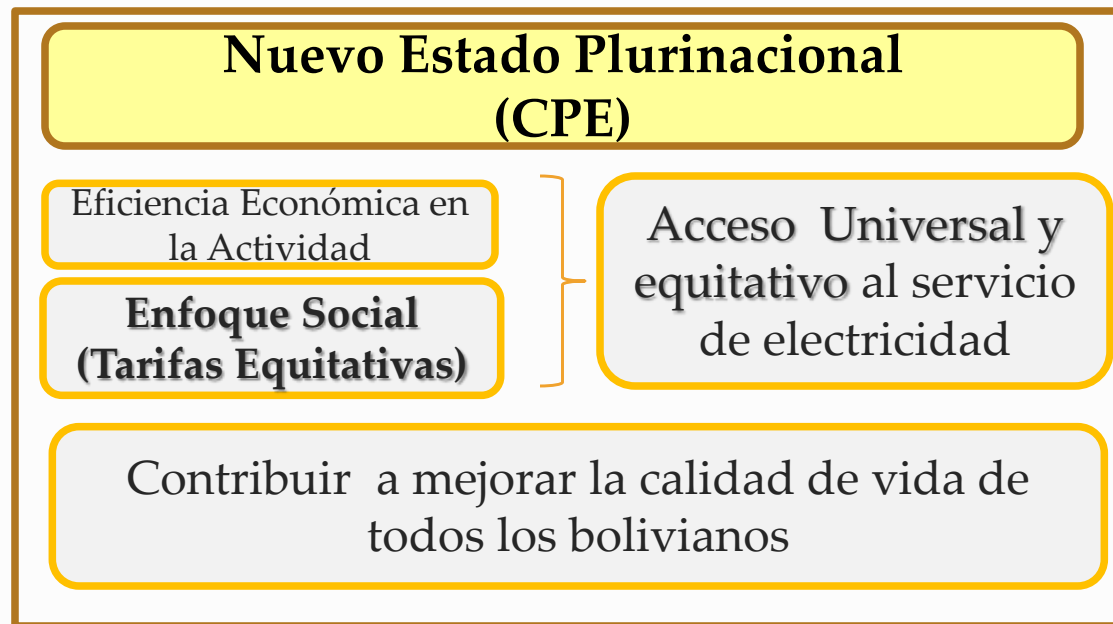 Nuevo Estado Plurinacional
(CPE)
Eficiencia Económica en
la Actividad
Enfoque Social
(Tarifas Equitativas)
Acceso Universal y
equitativo al servicio
de electricidad
Contribuir a mejorar la calidad de vida de
todos los bolivianos